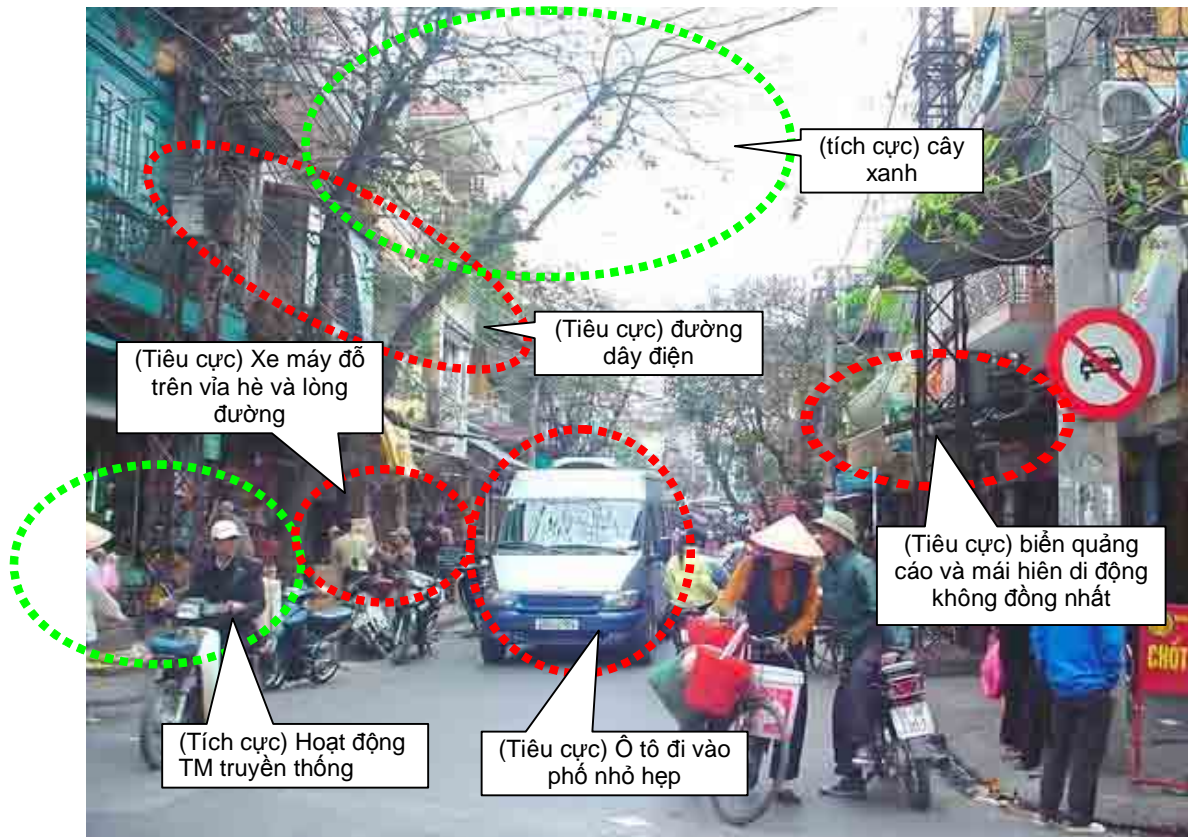 (tích cực) cây
xanh
(Tiêu cực) đường
dây điện
(Tiêu cực) Xe máy đỗ
trên vỉa hè và lòng
đường
(Tiêu cực) biển quảng
cáo và mái hiên di động
không đồng nhất
(Tích cực) Hoạt động
TM truyền thống
(Tiêu cực) Ô tô đi vào
phố nhỏ hẹp
CHỐT